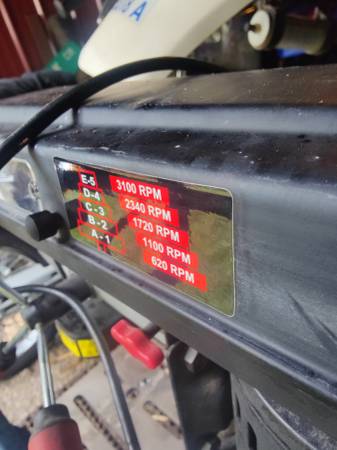 E-5 3100 RPM
D-4 2340 RPM
C-3 1720 RPM
B-2 1100 RPM
A-1 620 RPM